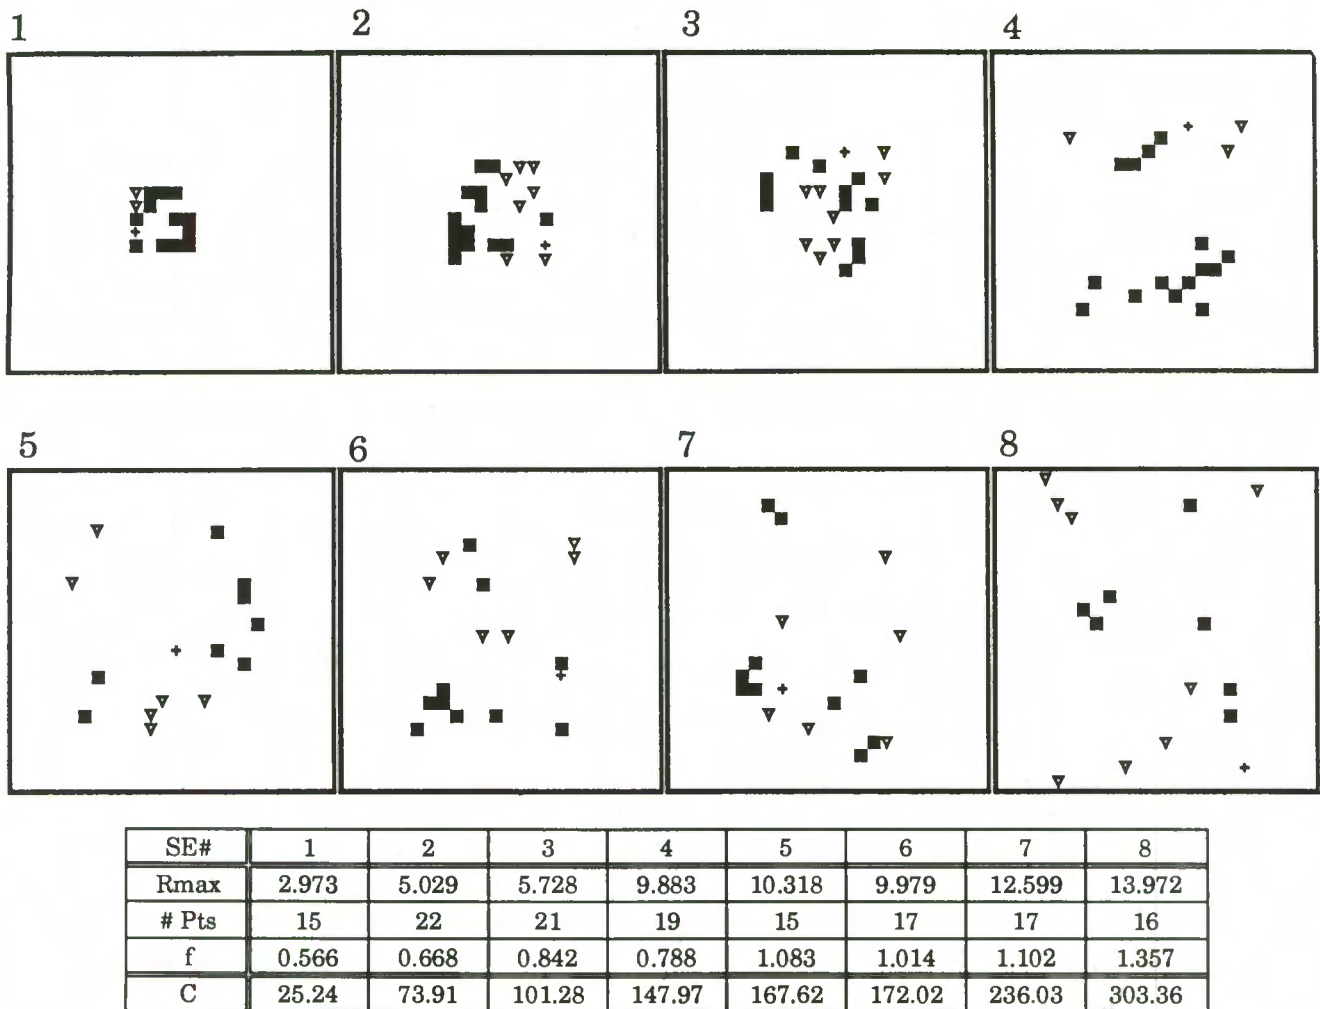 1 2 3 4
5 6 7 8
SE# 1 2 3 4 5 6 7 8
Rmax 2.973 5.029 5.728 9.883 10.318 9.979 12.599 13.972
# Pts 15 22 21 19 15 17 17 16
f 0.566 0.668 0.842 0.788 1.083 1.014 1.102 1.357
C 25.24 73.91 101.28 147.97 167.62 172.02 236.03 303.36